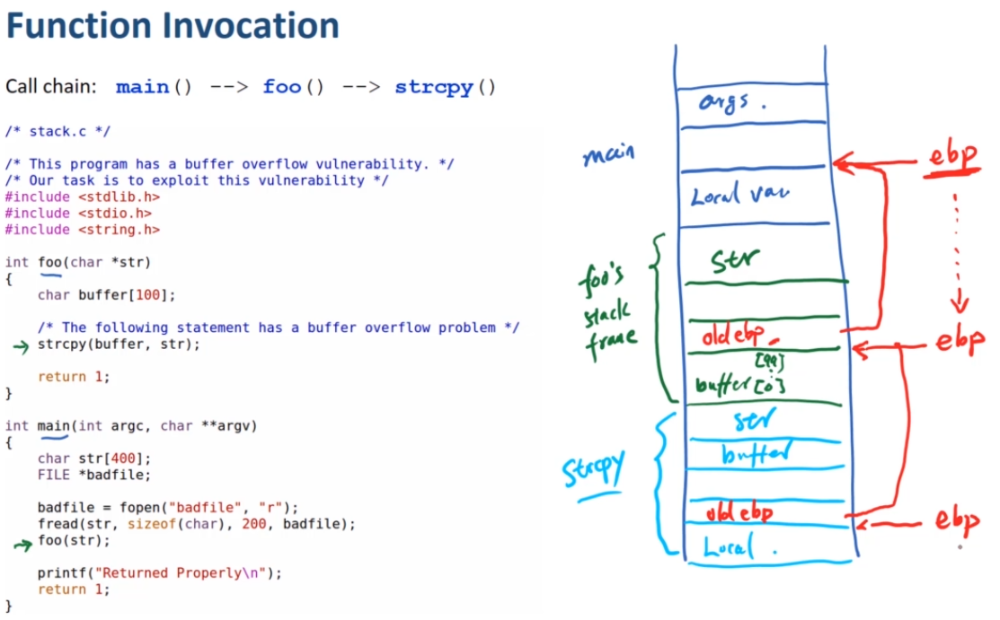 Function Invocation
Call chain: main() --> foo() --> strcpy()
/* stack.c */
/* This program has a buffer overflow vulnerability. */
/* Our task is to exploit this vulnerability */
#include <stdlib.h>
#include <stdio.h>
#include <string.h>
int foo(char *str)
{
char buffer[100];
/* The following statement has a buffer overflow problem */
→ strcpy(buffer, str);
return 1;
}
int main(int argc, char **argv)
{
char str[400];
FILE *badfile;
badfile = fopen("badfile", "r");
fread(str, sizeof(char), 200, badfile);
→ foo(str);
printf("Returned Properly\n");
return 1;
}
args.
main
ebp
Local var
str
foo's
stack
frame
old ebp
ebp
[99]
buffer[0]
str
buffer
strcpy
old ebp
ebp
Local.